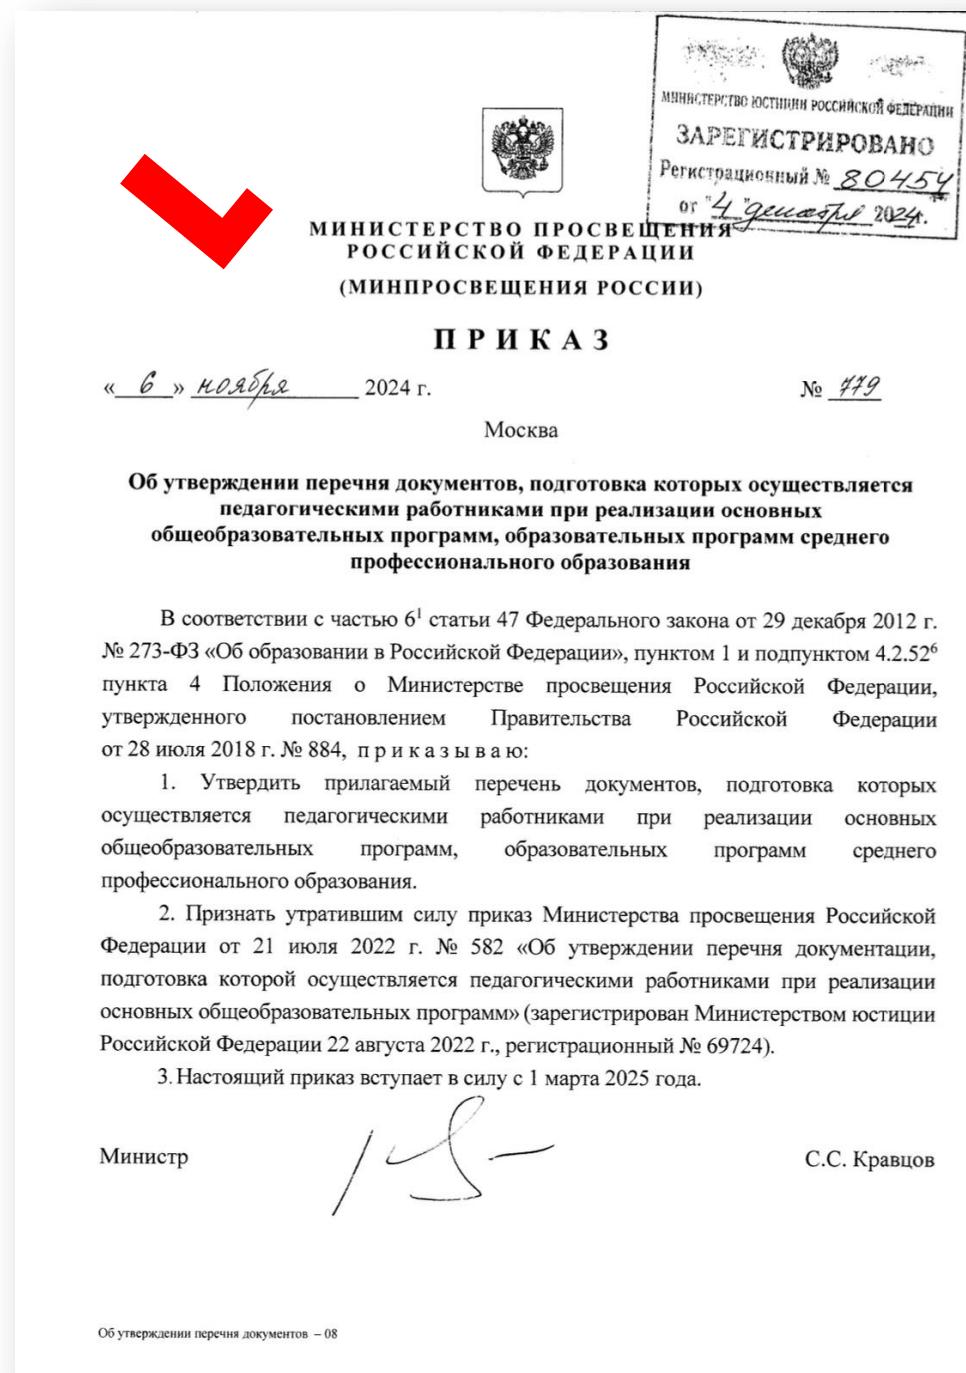 МИНИСТЕРСТВО ЮСТИЦИИ РОССИЙСКОЙ ФЕДЕРАЦИИ
ЗАРЕГИСТРИРОВАНО
Регистрационный № 80454
от "4" декабря 2024г.
МИНИСТЕРСТВО ПРОСВЕЩЕНИЯ
РОССИЙСКОЙ ФЕДЕРАЦИИ
(МИНПРОСВЕЩЕНИЯ РОССИИ)
ПРИКАЗ
«6» ноября 2024 г. № 779
Москва
Об утверждении перечня документов, подготовка которых осуществляется
педагогическими работниками при реализации основных
общеобразовательных программ, образовательных программ среднего
профессионального образования
В соответствии с частью 6¹ статьи 47 Федерального закона от 29 декабря 2012 г.
№ 273-ФЗ «Об образовании в Российской Федерации», пунктом 1 и подпунктом 4.2.52⁶
пункта 4 Положения о Министерстве просвещения Российской Федерации,
утвержденного постановлением Правительства Российской Федерации
от 28 июля 2018 г. № 884, приказываю:
1. Утвердить прилагаемый перечень документов, подготовка которых
осуществляется педагогическими работниками при реализации основных
общеобразовательных программ, образовательных программ среднего
профессионального образования.
2. Признать утратившим силу приказ Министерства просвещения Российской
Федерации от 21 июля 2022 г. № 582 «Об утверждении перечня документации,
подготовка которой осуществляется педагогическими работниками при реализации
основных общеобразовательных программ» (зарегистрирован Министерством юстиции
Российской Федерации 22 августа 2022 г., регистрационный № 69724).
3. Настоящий приказ вступает в силу с 1 марта 2025 года.
Министр С.С. Кравцов
Об утверждении перечня документов – 08